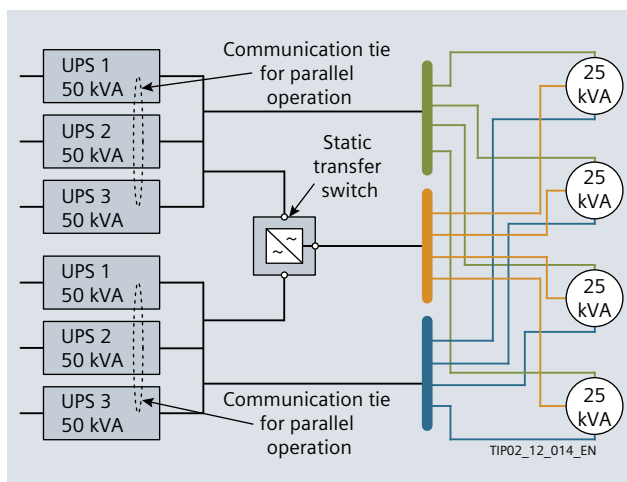 UPS 1
50 kVA
UPS 2
50 kVA
UPS 3
50 kVA
Communication tie
for parallel
operation
Static
transfer
switch
~
~
UPS 1
50 kVA
UPS 2
50 kVA
UPS 3
50 kVA
Communication tie
for parallel
operation
25
kVA
25
kVA
25
kVA
25
kVA
TIP02_12_014_EN